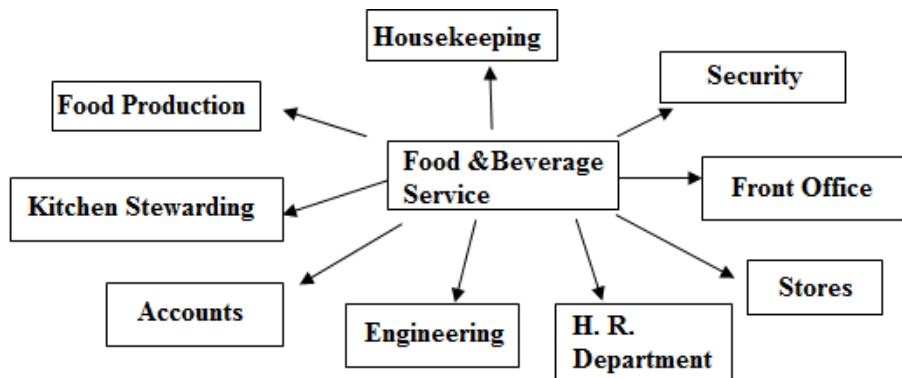 Housekeeping
Security
Food Production
Food &Beverage
Service
Front Office
Kitchen Stewarding
Stores
Accounts
Engineering
H. R.
Department